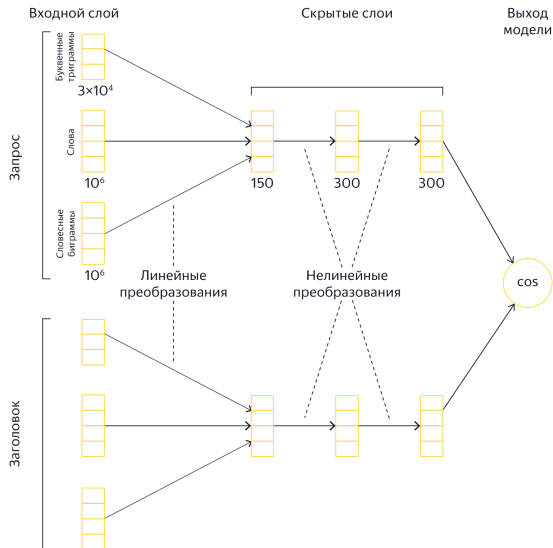 Входной слой
Скрытые слои
Выход
модели
Запрос
Буквенные
триграммы
3×10⁴
Слова
10⁶
Словесные
биграммы
10⁶
150
300
300
Линейные
преобразования
Нелинейные
преобразования
cos
Заголовок